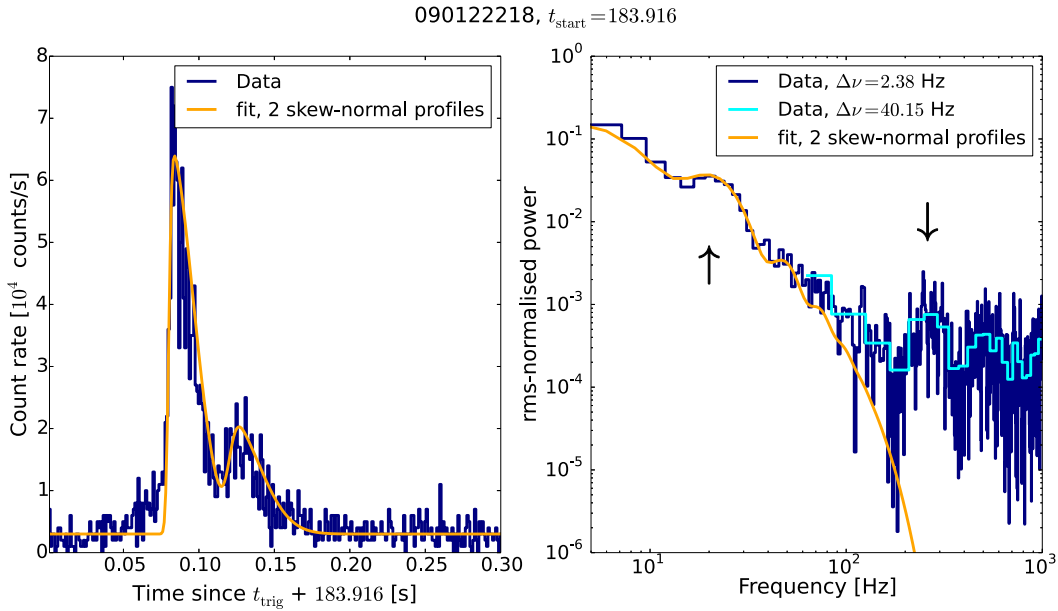 090122218, t_start=183.916
Data
fit, 2 skew-normal profiles
Count rate [10^4 counts/s]
8
7
6
5
4
3
2
1
0
0.05 0.10 0.15 0.20 0.25 0.30
Time since t_trig + 183.916 [s]
Data, Δν=2.38 Hz
Data, Δν=40.15 Hz
fit, 2 skew-normal profiles
rms-normalised power
10^0
10^-1
10^-2
10^-3
10^-4
10^-5
10^-6
10^1 10^2 10^3
Frequency [Hz]